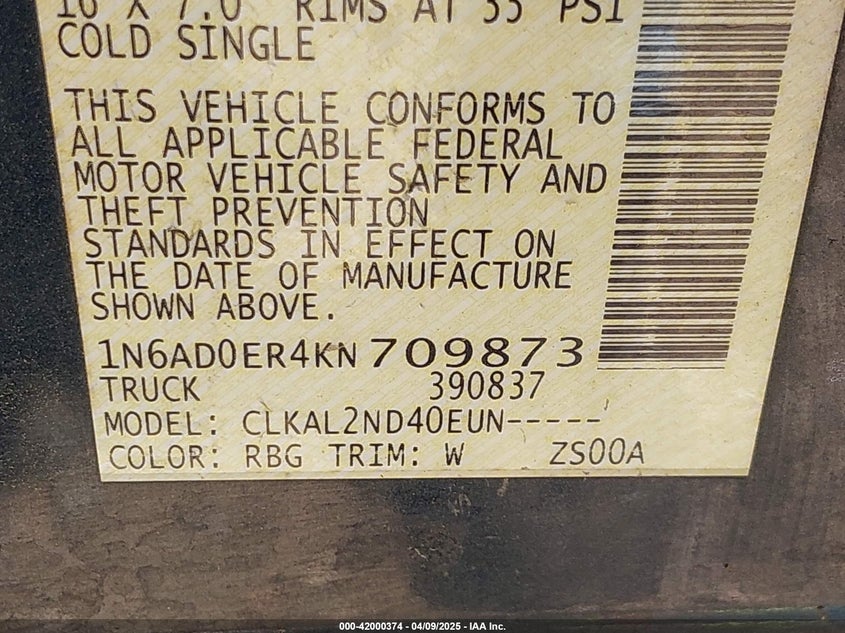 16 X 7.0 RIMS AT 35 PSI
COLD SINGLE
THIS VEHICLE CONFORMS TO
ALL APPLICABLE FEDERAL
MOTOR VEHICLE SAFETY AND
THEFT PREVENTION
STANDARDS IN EFFECT ON
THE DATE OF MANUFACTURE
SHOWN ABOVE.
1N6AD0ER4KN709873
TRUCK 390837
MODEL: CLKAL2ND40EUN-----
COLOR: RBG TRIM: W ZS00A
000-42000374 - 04/09/2025 - IAA Inc.